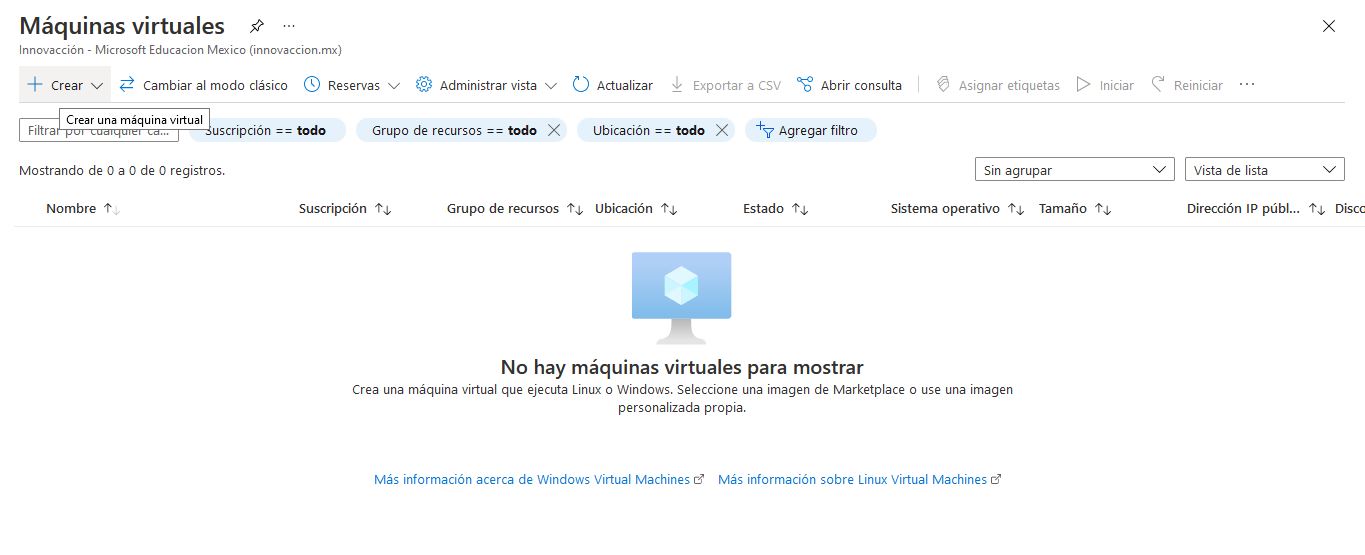 Máquinas virtuales
Innovacción - Microsoft Educacion Mexico (innovaccion.mx)
Crear Cambiar al modo clásico Reservas Administrar vista Actualizar Exportar a CSV Abrir consulta Asignar etiquetas Iniciar Reiniciar
Crear una máquina virtual
Filtrar por cualquier ca... Suscripción == todo Grupo de recursos == todo Ubicación == todo Agregar filtro
Mostrando de 0 a 0 de 0 registros. Sin agrupar Vista de lista
Nombre Suscripción Grupo de recursos Ubicación Estado Sistema operativo Tamaño Dirección IP públ... Disco
No hay máquinas virtuales para mostrar
Crea una máquina virtual que ejecuta Linux o Windows. Seleccione una imagen de Marketplace o use una imagen
personalizada propia.
Más información acerca de Windows Virtual Machines Más información sobre Linux Virtual Machines